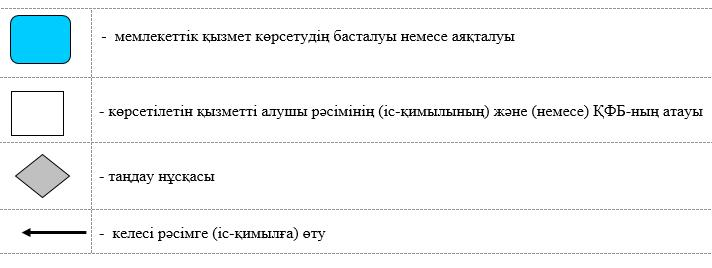 - мемлекеттік қызмет көрсетудің басталуы немесе аяқталуы
- көрсетілетін қызметті алушы рәсімінің (іс-қимылының) және (немесе) ҚФБ-ның атауы
- таңдау нұсқасы
- келесі рәсімге (іс-қимылға) өту